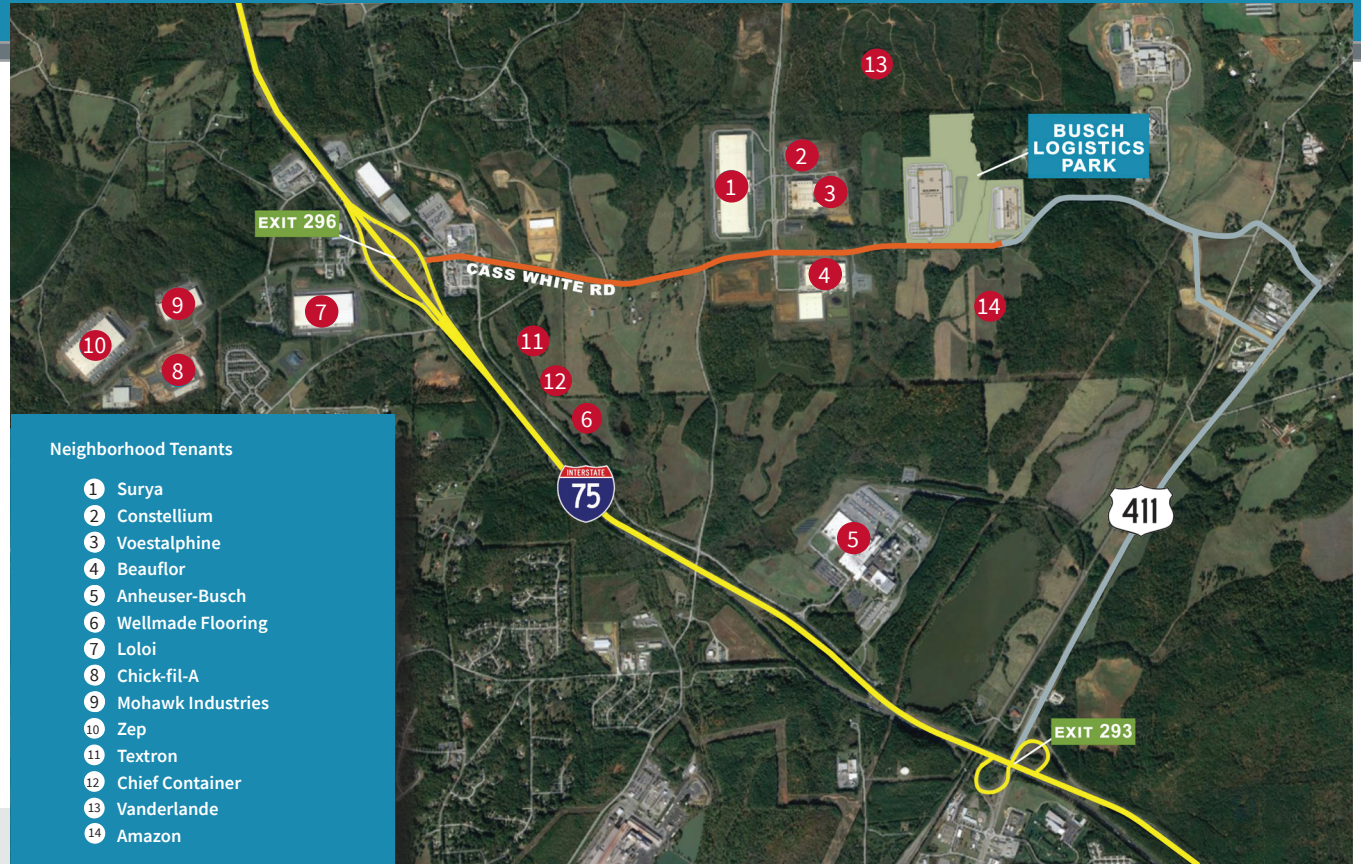 13
BUSCH
LOGISTICS
PARK
2
1
3
EXIT 296
CASS WHITE RD
4
9
7
14
10
11
8
12
6
Neighborhood Tenants
1 Surya
2 Constellium
3 Voestalphine
4 Beauflor
5 Anheuser-Busch
6 Wellmade Flooring
7 Loloi
8 Chick-fil-A
9 Mohawk Industries
10 Zep
11 Textron
12 Chief Container
13 Vanderlande
14 Amazon
INTERSTATE
75
411
5
EXIT 293